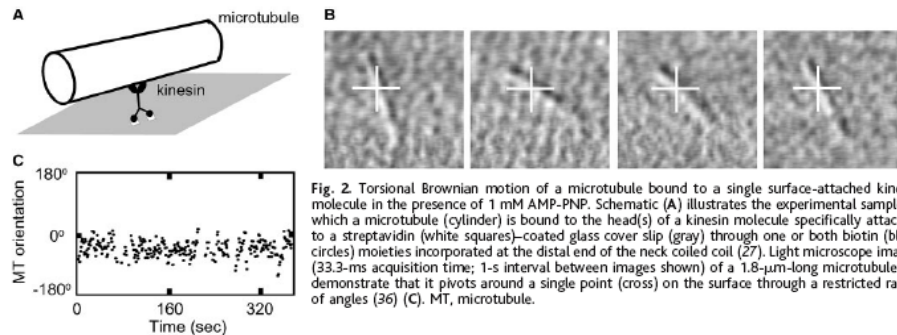 A
microtubule
kinesin
B
C
180º
0º
-180º
MT orientation
0
160
320
Time (sec)
Fig. 2. Torsional Brownian motion of a microtubule bound to a single surface-attached kine
molecule in the presence of 1 mM AMP-PNP. Schematic (A) illustrates the experimental sample
which a microtubule (cylinder) is bound to the head(s) of a kinesin molecule specifically attac
to a streptavidin (white squares)–coated glass cover slip (gray) through one or both biotin (bl
circles) moieties incorporated at the distal end of the neck coiled coil (27). Light microscope ima
(33.3-ms acquisition time; 1-s interval between images shown) of a 1.8-μm-long microtubule
demonstrate that it pivots around a single point (cross) on the surface through a restricted ra
of angles (36) (C). MT, microtubule.